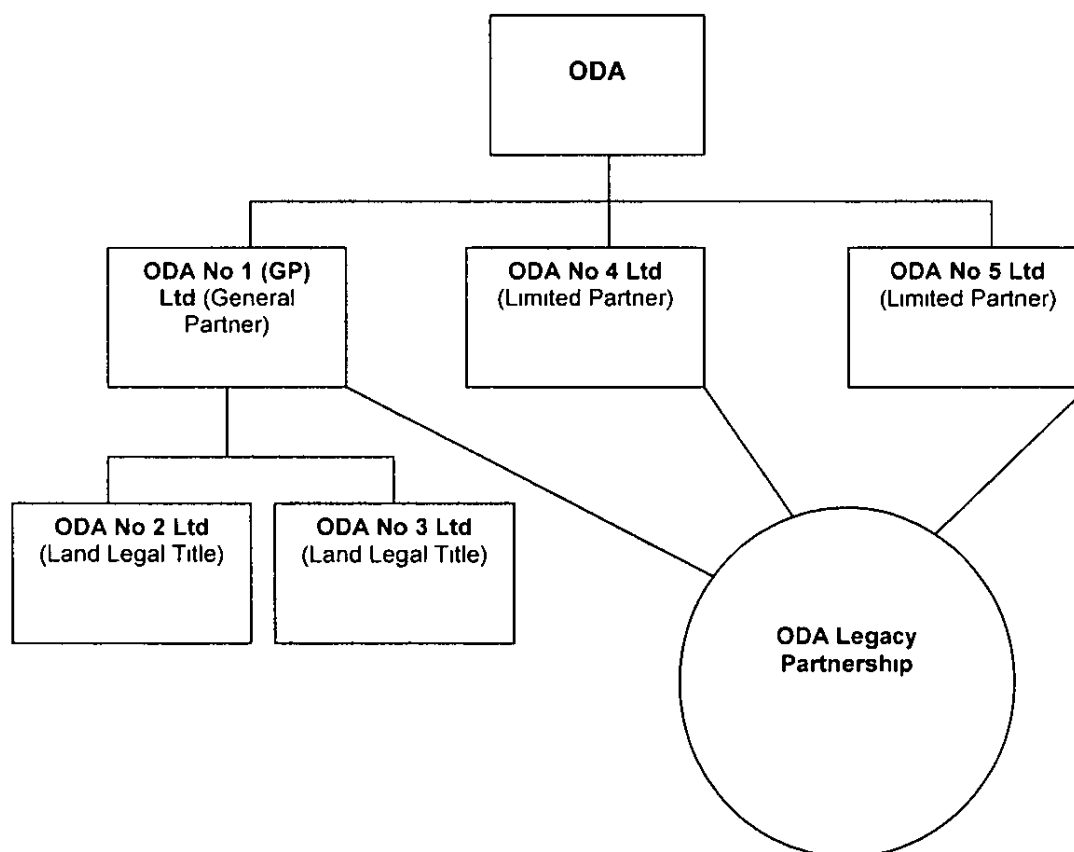 ODA
ODA No 1 (GP)
Ltd (General
Partner)
ODA No 4 Ltd
(Limited Partner)
ODA No 5 Ltd
(Limited Partner)
ODA No 2 Ltd
(Land Legal Title)
ODA No 3 Ltd
(Land Legal Title)
ODA Legacy
Partnership